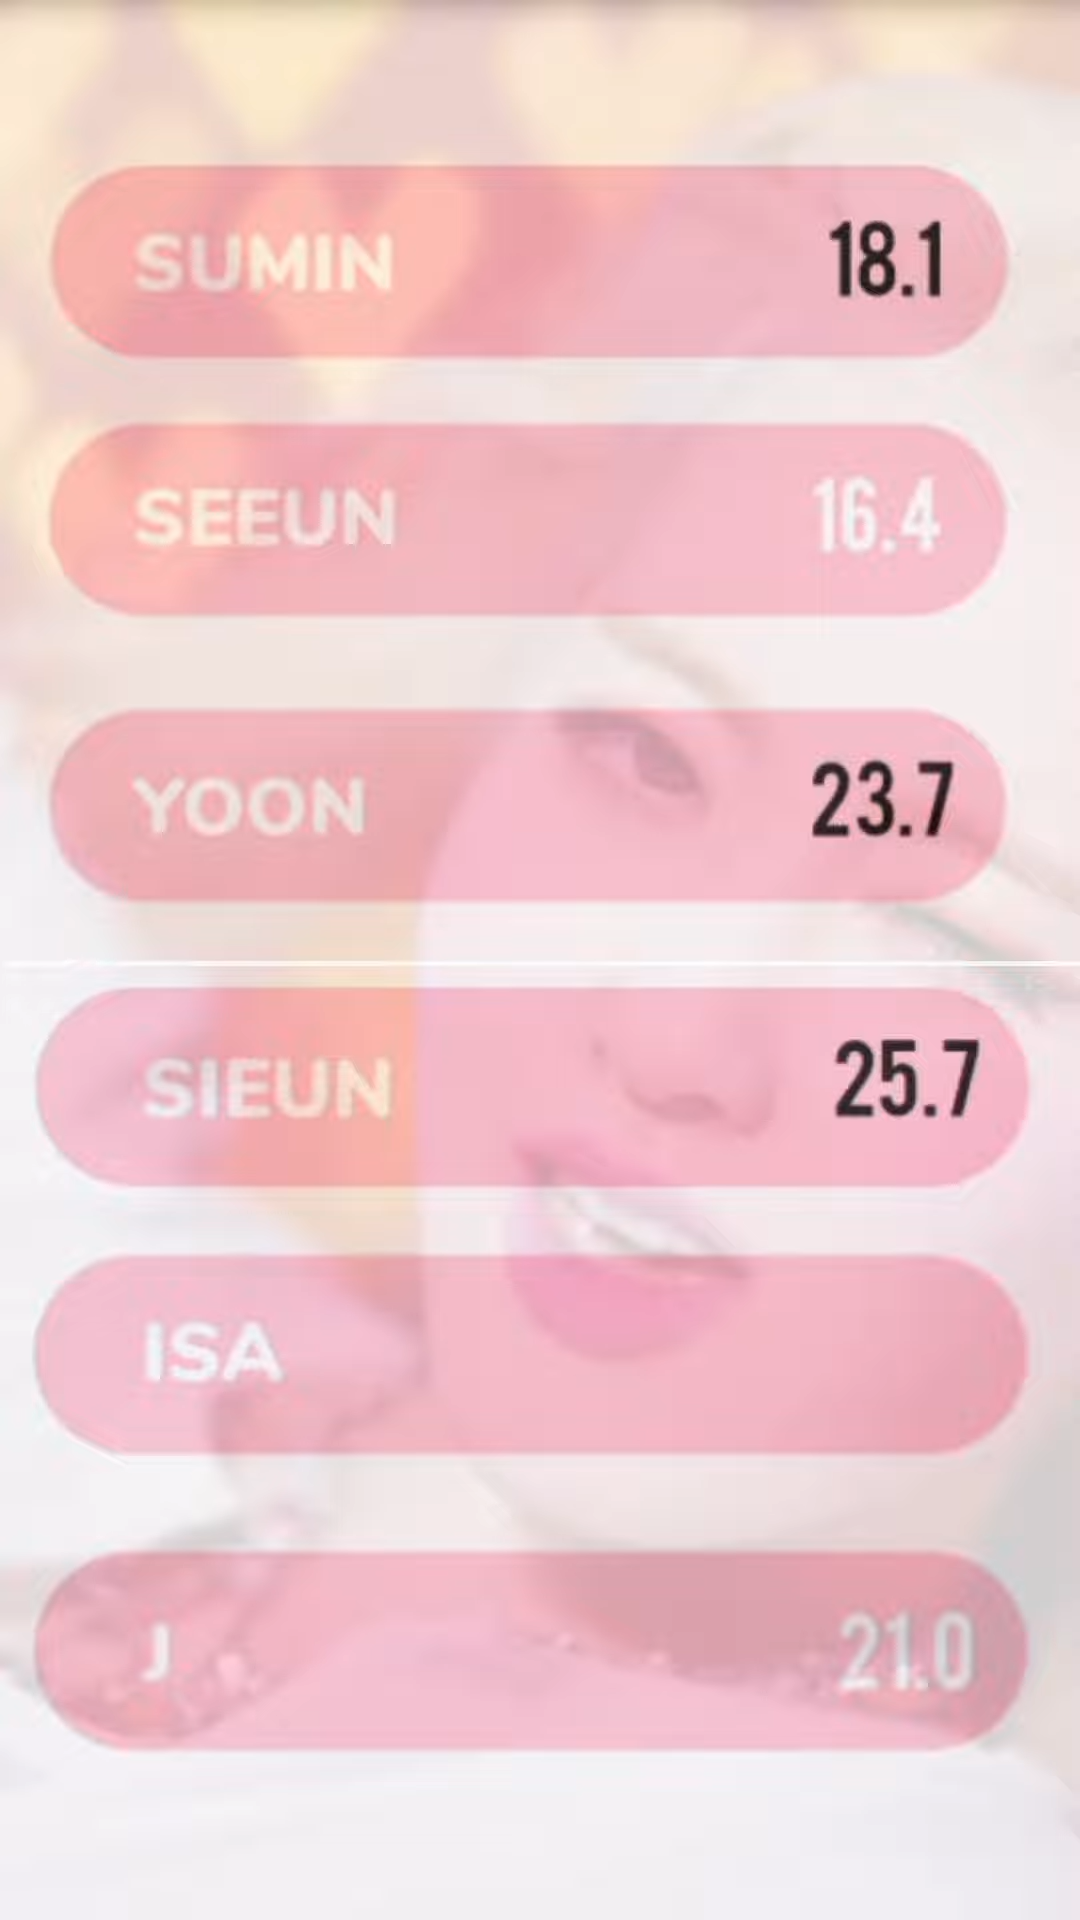 SUMIN 18.1
SEEUN 16.4
YOON 23.7
SIEUN 25.7
ISA
J 21.0